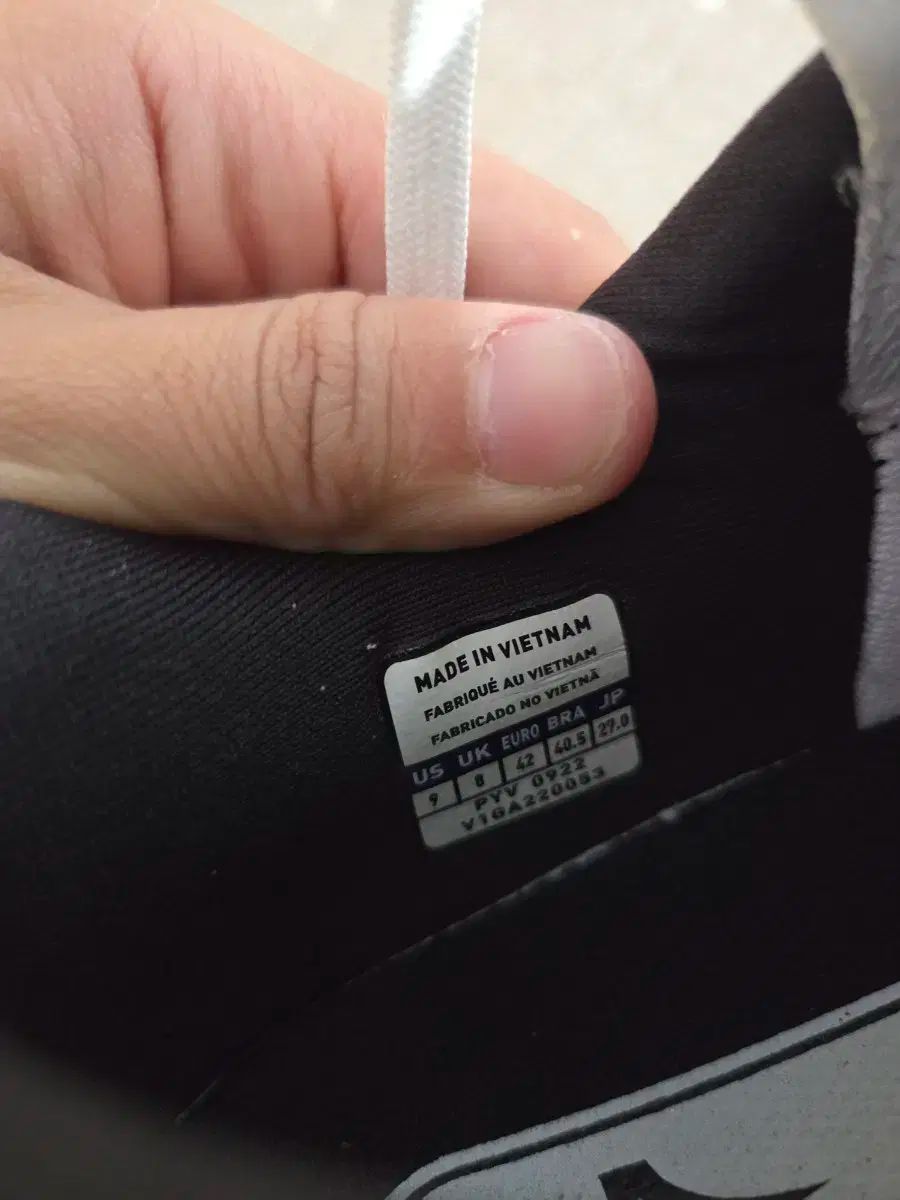 MADE IN VIETNAM
FABRIQUÉ AU VIETNAM
FABRICADO NO VIETNÃ
US UK EURO BRA JP
9 8 42 40.5 27.0
PYV 0922
V1GA220053